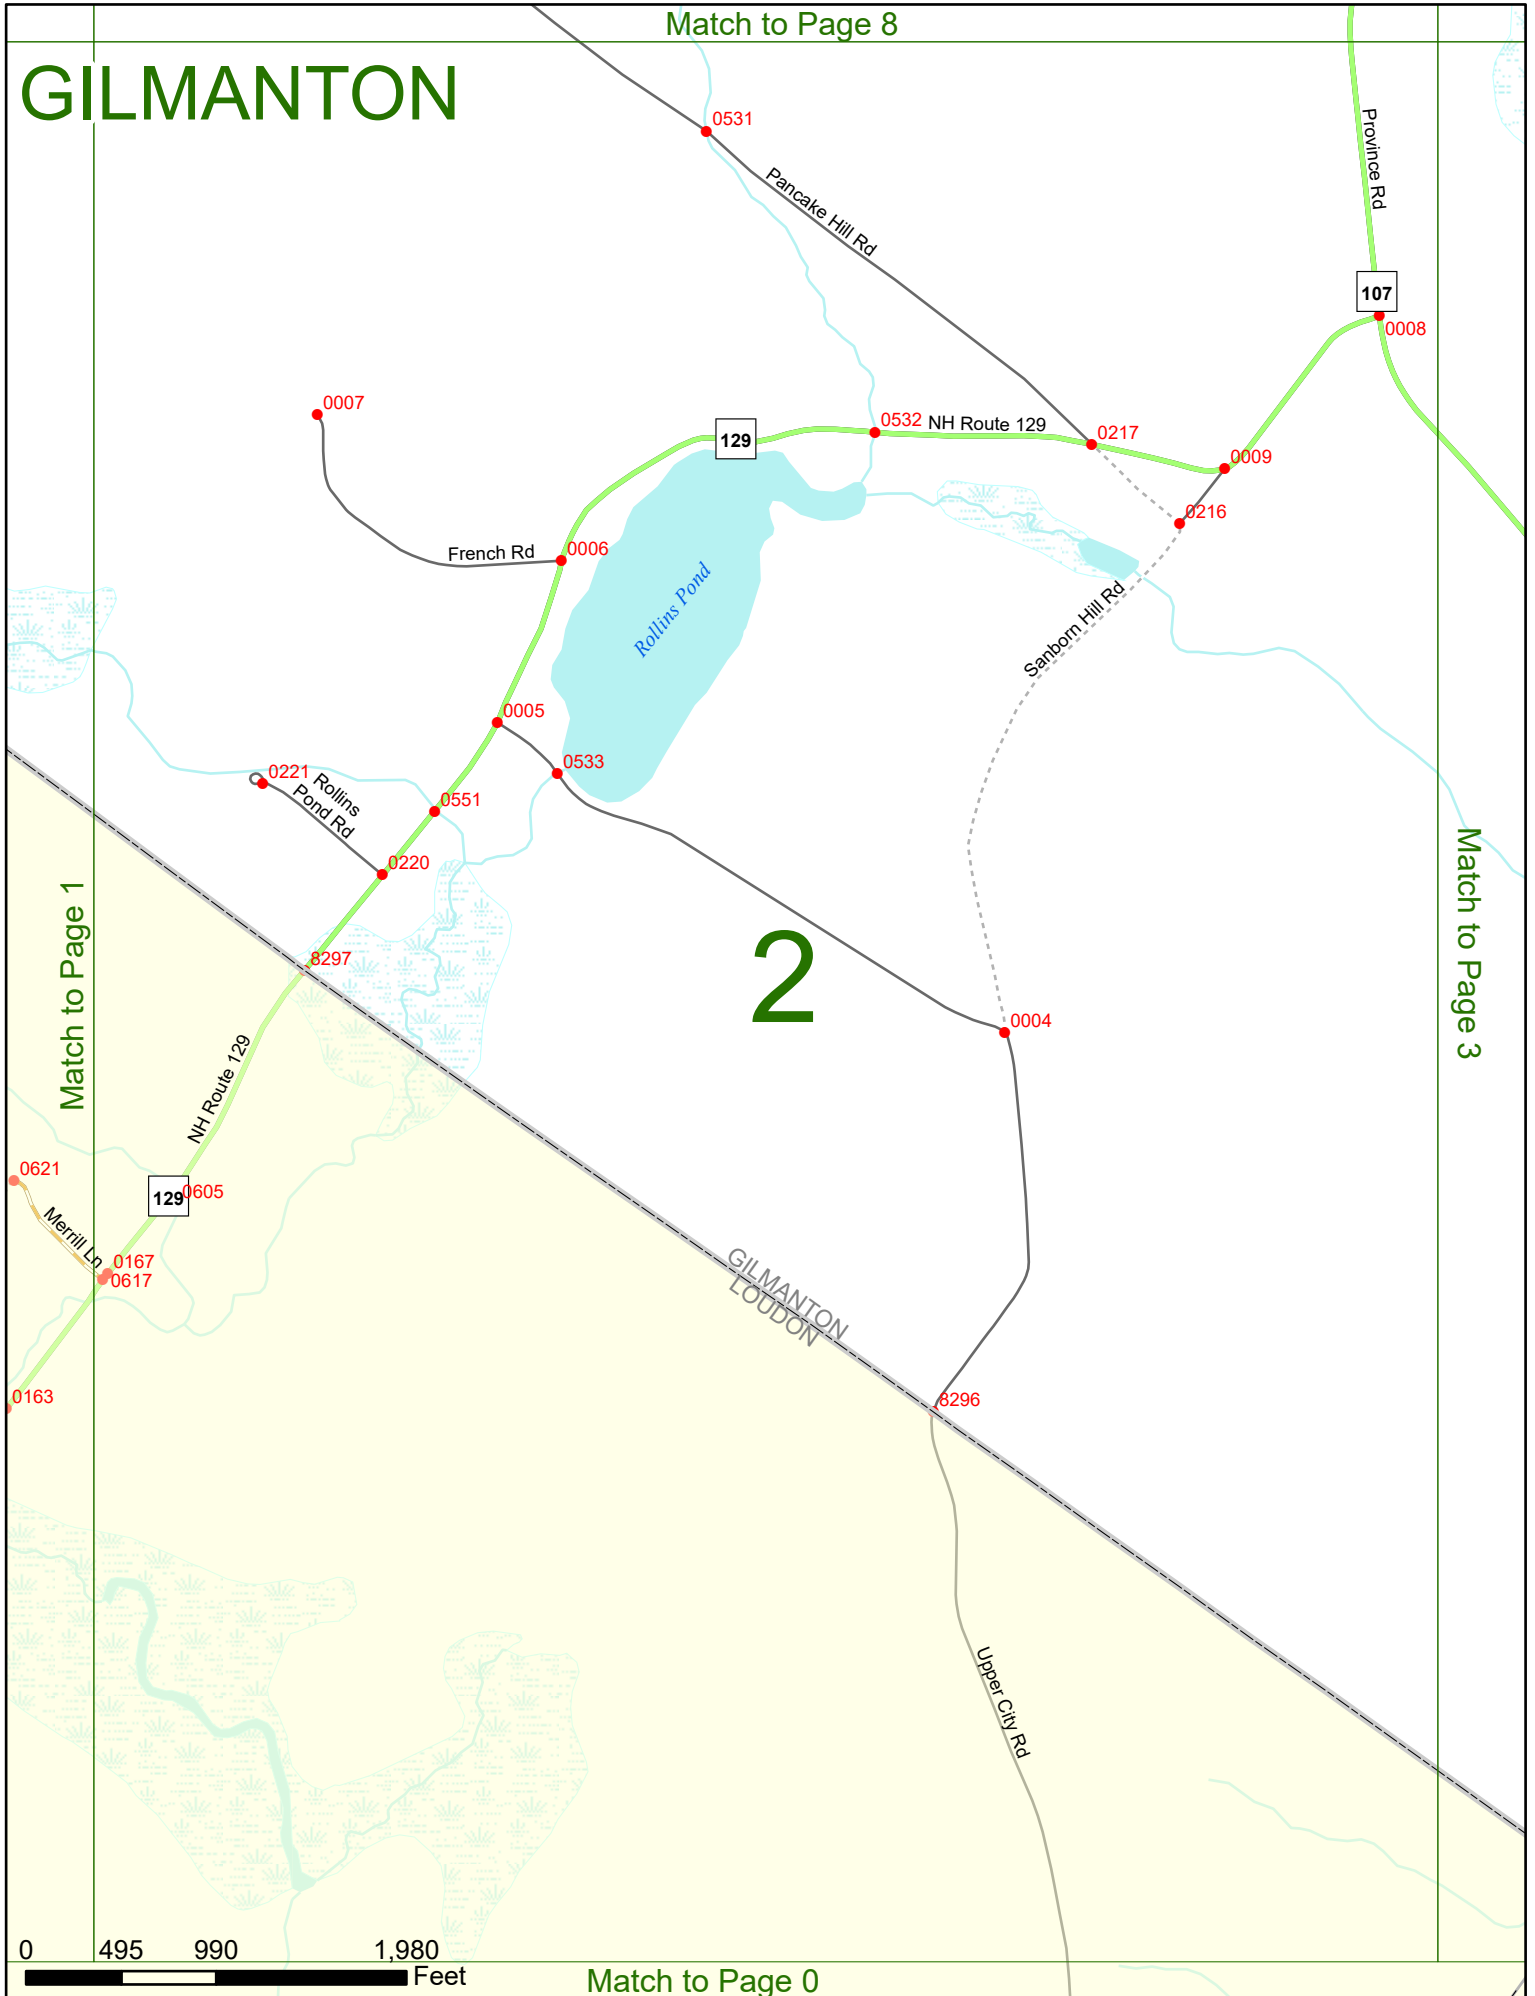 Match to Page 8
GILMANTON
0531
Pancake Hill Rd
Province Rd
107
0008
0007
129
0532
NH Route 129
0217
0009
0216
French Rd
0006
Rollins Pond
Sanborn Hill Rd
0005
0533
0221
Rollins
Pond Rd
0551
0220
Match to Page 1
Match to Page 3
2
8297
0004
NH Route 129
0621
129
0605
Merrill Ln
0167
0617
GILMANTON
LOUDON
0163
8296
Upper City Rd
0 495 990 1,980
Feet
Match to Page 0